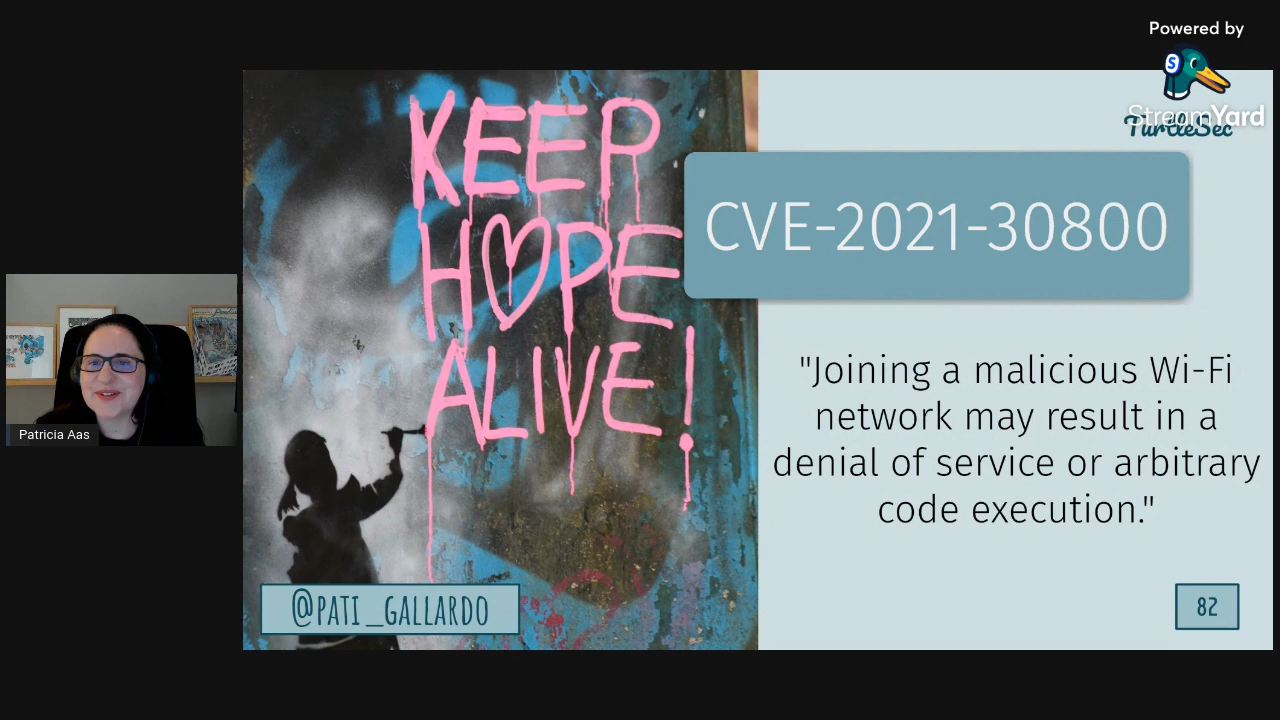 Powered by
StreamYard
TurtleSec
KEEP
HOPE
ALIVE!
CVE-2021-30800
"Joining a malicious Wi-Fi
network may result in a
denial of service or arbitrary
code execution."
Patricia Aas
@PATI_GALLARDO
82